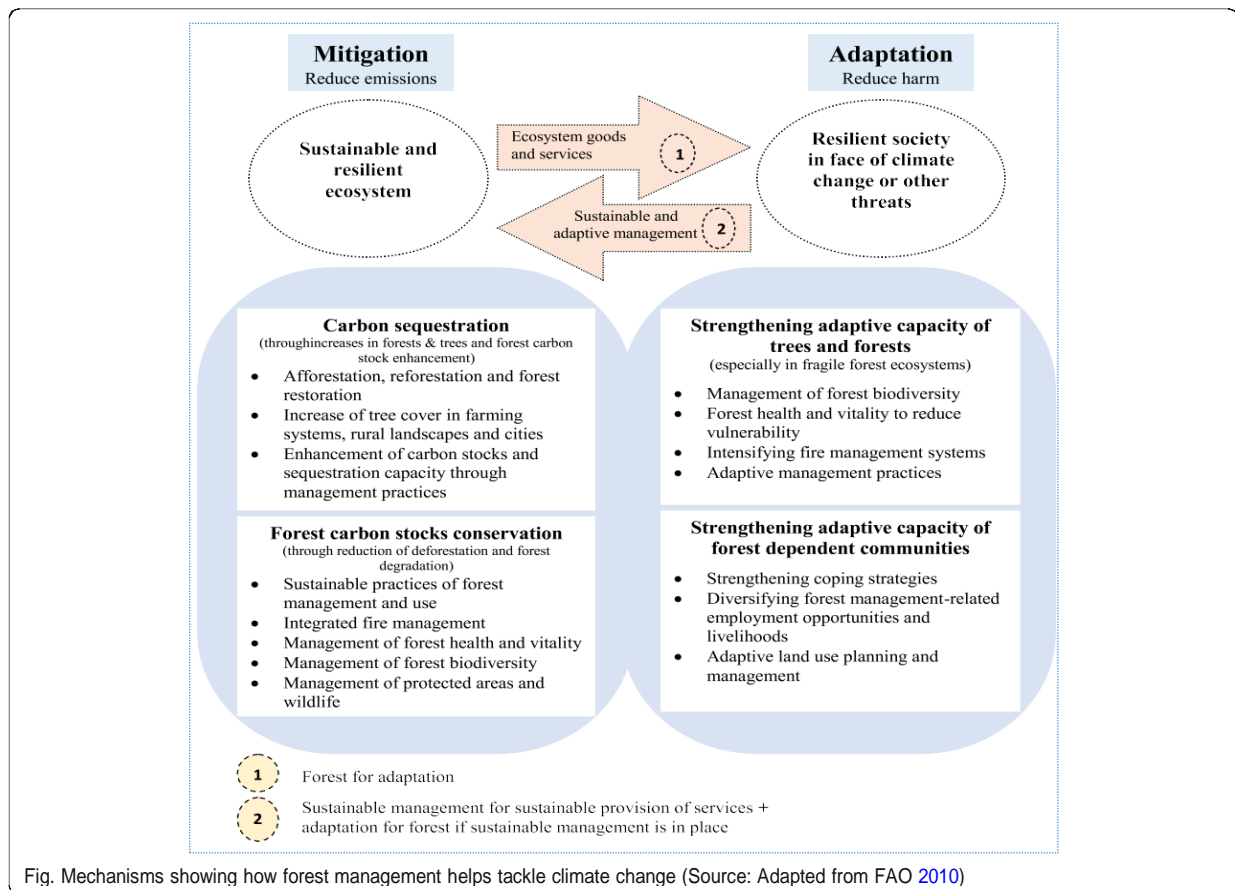 Mitigation
Reduce emissions
Adaptation
Reduce harm
Sustainable and
resilient
ecosystem
Ecosystem goods
and services
1
Sustainable and
adaptive management
2
Resilient society
in face of climate
change or other
threats
Carbon sequestration
(throughincreases in forests & trees and forest carbon
stock enhancement)
• Afforestation, reforestation and forest
restoration
• Increase of tree cover in farming
systems, rural landscapes and cities
• Enhancement of carbon stocks and
sequestration capacity through
management practices
Forest carbon stocks conservation
(through reduction of deforestation and forest
degradation)
• Sustainable practices of forest
management and use
• Integrated fire management
• Management of forest health and vitality
• Management of forest biodiversity
• Management of protected areas and
wildlife
Strengthening adaptive capacity of
trees and forests
(especially in fragile forest ecosystems)
• Management of forest biodiversity
• Forest health and vitality to reduce
vulnerability
• Intensifying fire management systems
• Adaptive management practices
Strengthening adaptive capacity of
forest dependent communities
• Strengthening coping strategies
• Diversifying forest management-related
employment opportunities and
livelihoods
• Adaptive land use planning and
management
1 Forest for adaptation
2 Sustainable management for sustainable provision of services +
adaptation for forest if sustainable management is in place
Fig. Mechanisms showing how forest management helps tackle climate change (Source: Adapted from FAO 2010)